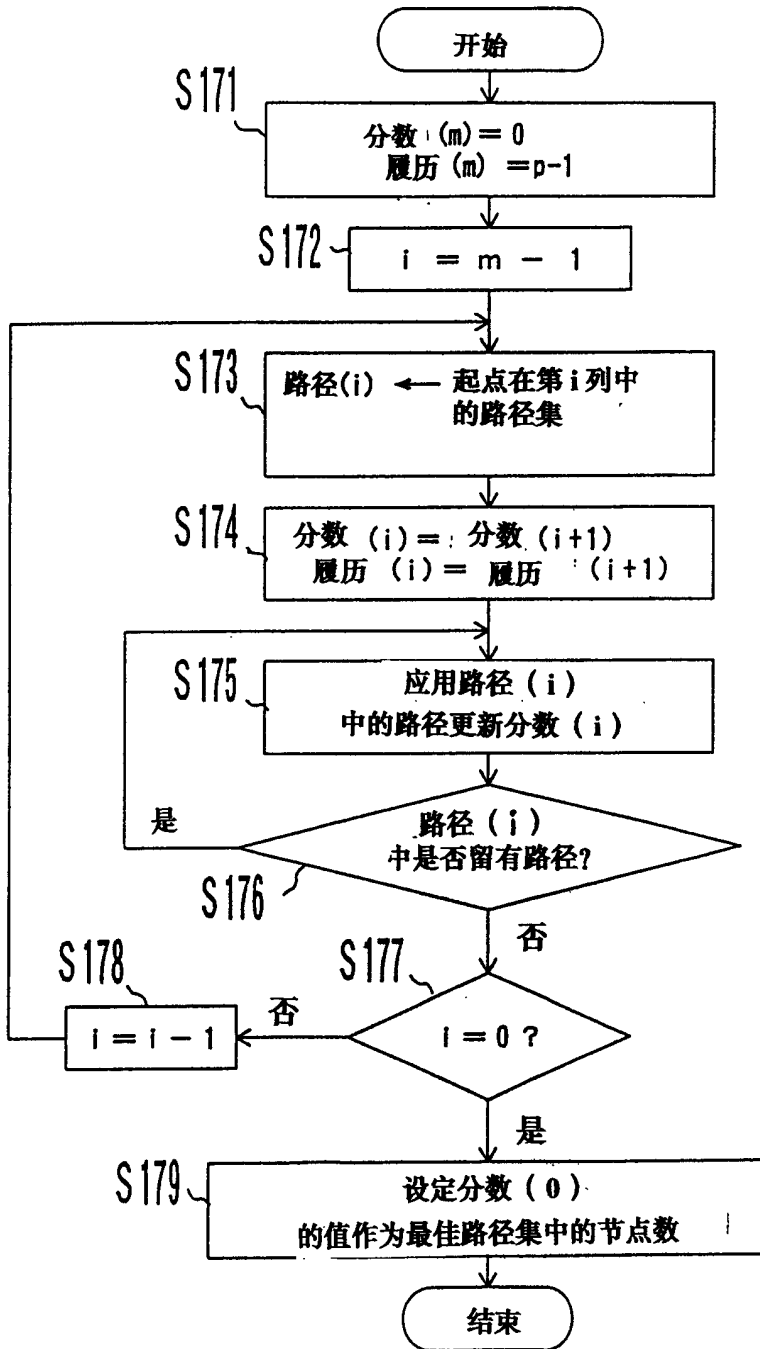 开始
S171
分数 (m) = 0
履历 (m) = p-1
S172
i = m - 1
S173
路径(i) ← 起点在第i列中
的路径集
S174
分数 (i) = 分数 (i+1)
履历 (i) = 履历 (i+1)
S175
应用路径 (i)
中的路径更新分数 (i)
是
路径 (i)
中是否留有路径?
S176
否
S177
S178
否
i = i - 1
i = 0 ?
是
S179
设定分数 (0)
的值作为最佳路径集中的节点数
结束